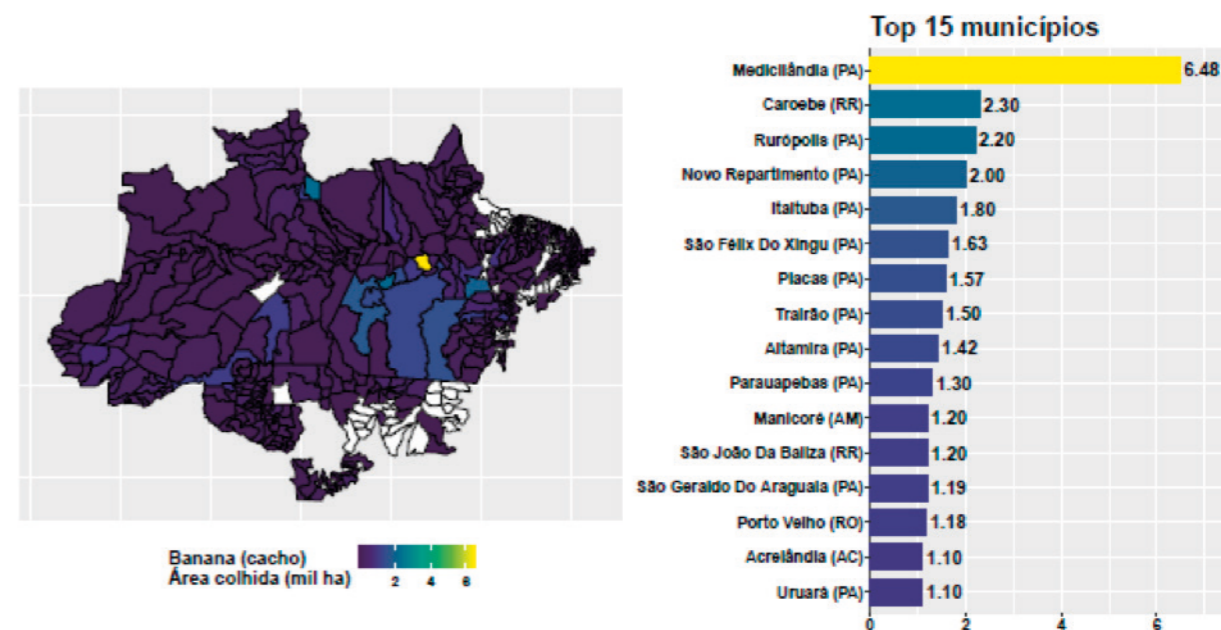 Top 15 municípios
Medicilândia (PA) 6.48
Caroebe (RR) 2.30
Rurópolis (PA) 2.20
Novo Repartimento (PA) 2.00
Itaituba (PA) 1.80
São Félix Do Xingu (PA) 1.63
Placas (PA) 1.57
Trairão (PA) 1.50
Altamira (PA) 1.42
Parauapebas (PA) 1.30
Manicoré (AM) 1.20
São João Da Baliza (RR) 1.20
São Geraldo Do Araguaia (PA) 1.19
Porto Velho (RO) 1.18
Acrelândia (AC) 1.10
Uruará (PA) 1.10
0 2 4 6
Banana (cacho)
Área colhida (mil ha)
2 4 6